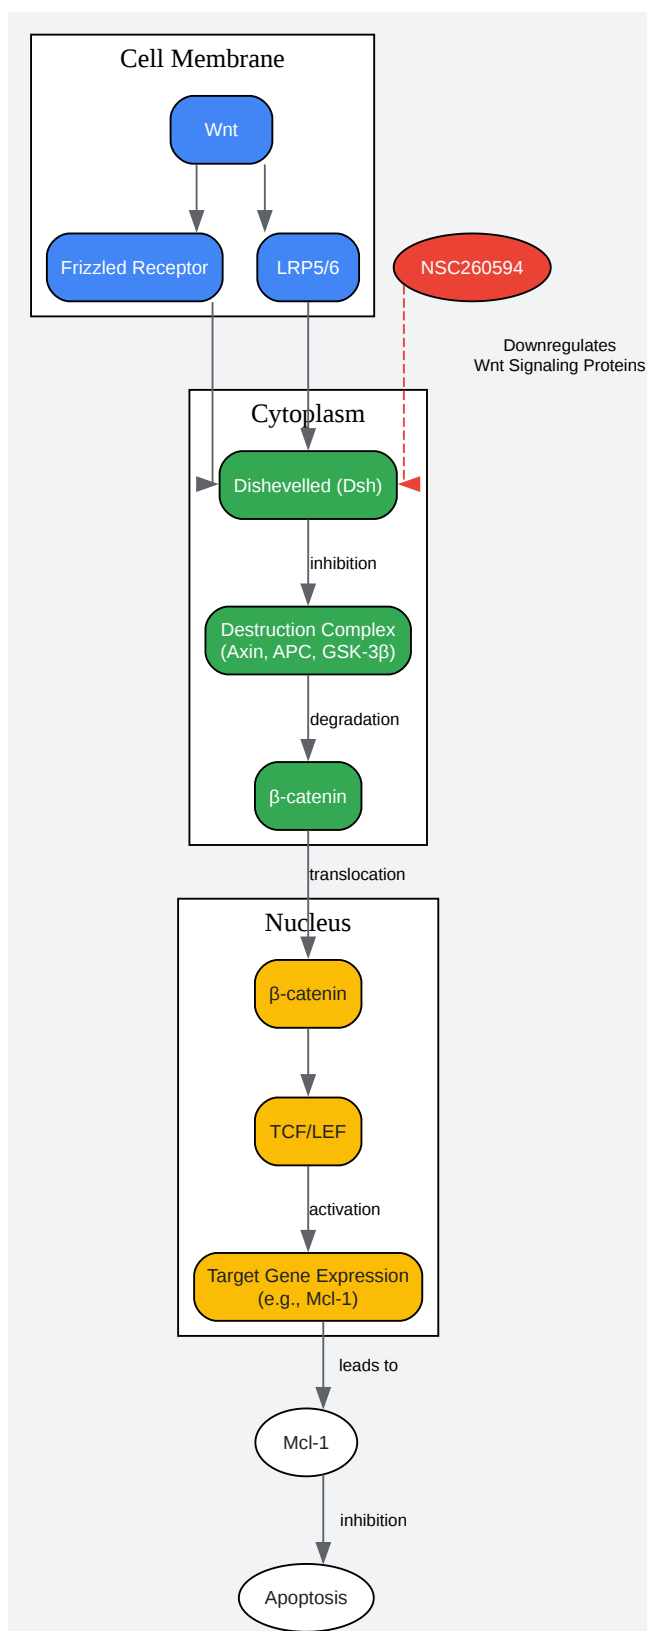 Cell Membrane
Wnt
Frizzled Receptor
LRP5/6
NSC260594
Downregulates
Wnt Signaling Proteins
Cytoplasm
Dishevelled (Dsh)
inhibition
Destruction Complex
(Axin, APC, GSK-3β)
degradation
β-catenin
translocation
Nucleus
β-catenin
TCF/LEF
activation
Target Gene Expression
(e.g., Mcl-1)
leads to
Mcl-1
inhibition
Apoptosis